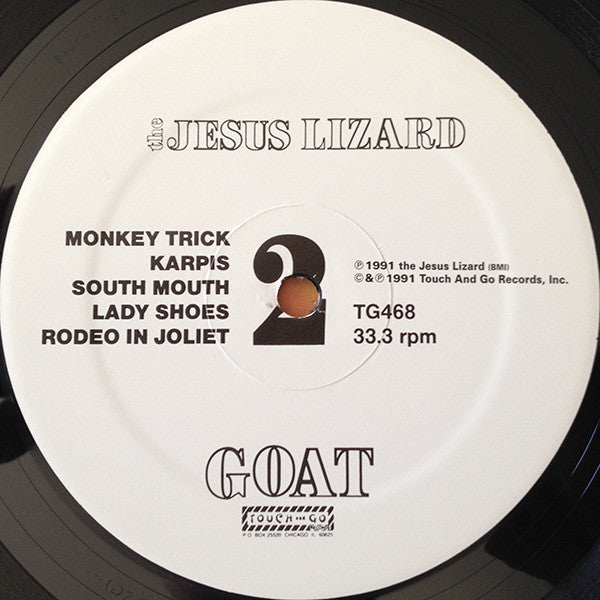 the JESUS LIZARD
MONKEY TRICK
KARPIS
SOUTH MOUTH
LADY SHOES
RODEO IN JOLIET
2
℗ 1991 the Jesus Lizard (BMI)
© & ℗ 1991 Touch And Go Records, Inc.
TG468
33.3 rpm
GOAT
TOUCH AND GO
P.O. BOX 25520 CHICAGO IL 60625